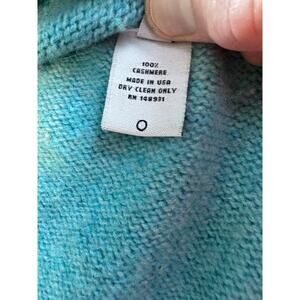 100%
CASHMERE
MADE IN USA
DRY CLEAN ONLY
RN 148931
O